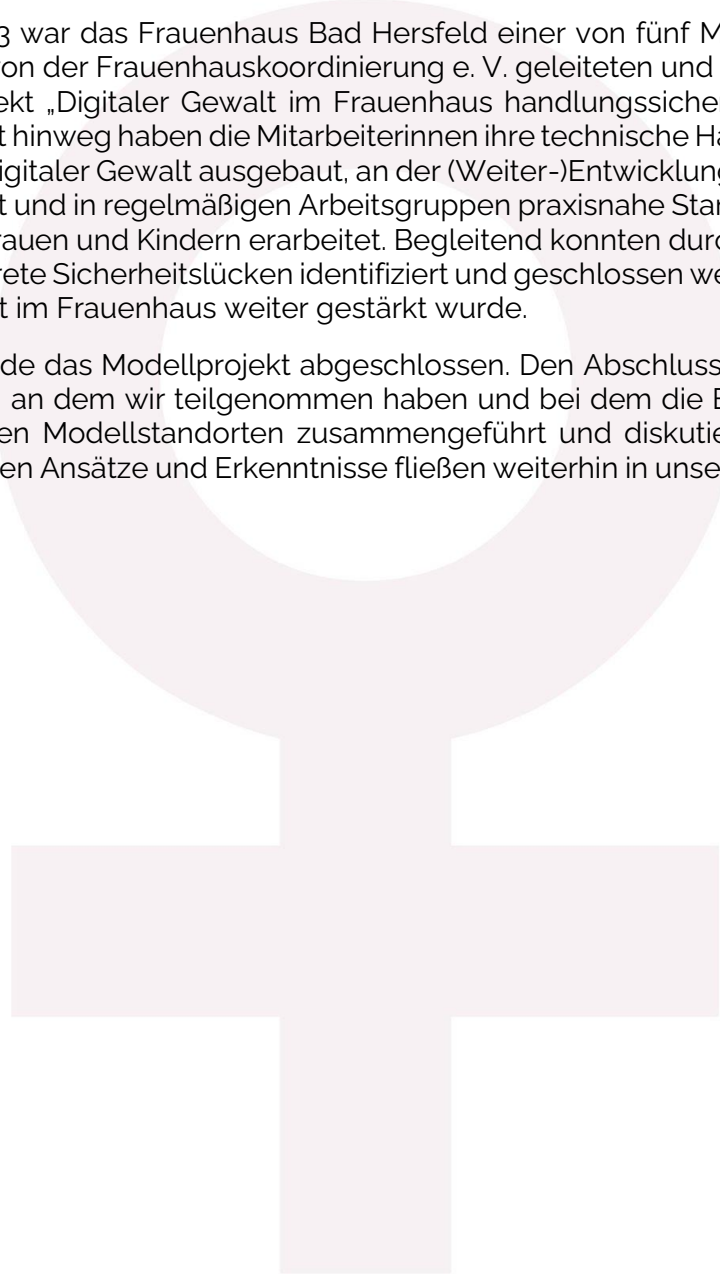 3 war das Frauenhaus Bad Hersfeld einer von fünf M
von der Frauenhauskoordinierung e. V. geleiteten und
ekt „Digitaler Gewalt im Frauenhaus handlungssiche
t hinweg haben die Mitarbeiterinnen ihre technische Ha
igitaler Gewalt ausgebaut, an der (Weiter-)Entwicklung
t und in regelmäßigen Arbeitsgruppen praxisnahe Stan
rauen und Kindern erarbeitet. Begleitend konnten durc
rete Sicherheitslücken identifiziert und geschlossen we
t im Frauenhaus weiter gestärkt wurde.
de das Modellprojekt abgeschlossen. Den Abschluss
an dem wir teilgenommen haben und bei dem die E
en Modellstandorten zusammengeführt und diskutie
en Ansätze und Erkenntnisse fließen weiterhin in unse